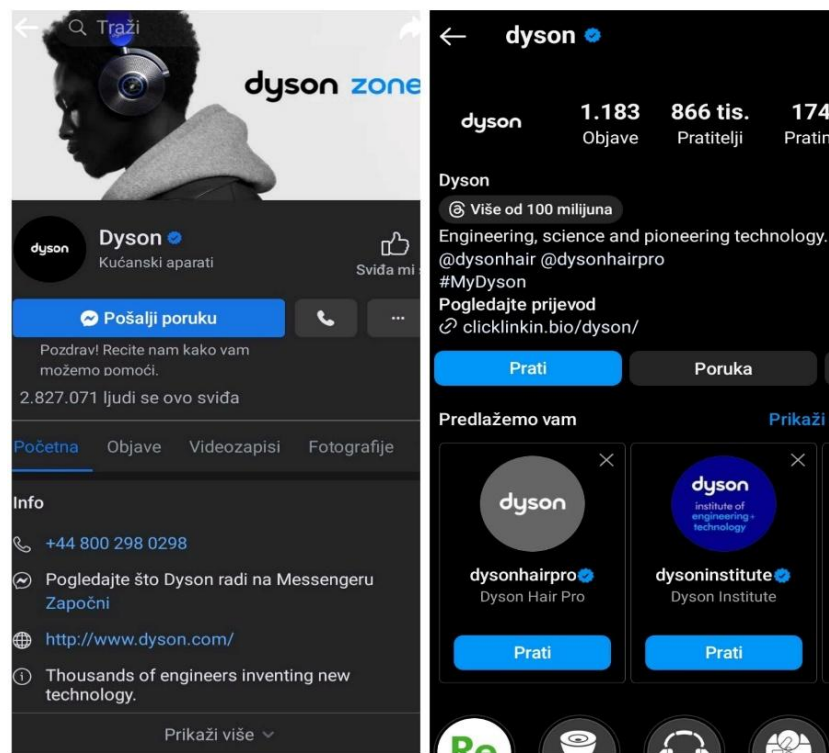 Traži
dyson zone
dyson
Dyson
Kućanski aparati
Sviđa mi s
Pošalji poruku
...
Pozdrav! Recite nam kako vam
možemo pomoći.
2.827.071 ljudi se ovo sviđa
Početna Objave Videozapisi Fotografije
Info
+44 800 298 0298
Pogledajte što Dyson radi na Messengeru
Započni
http://www.dyson.com/
Thousands of engineers inventing new
technology.
Prikaži više
dyson
dyson
1.183 866 tis. 174
Objave Pratitelji Pratim
Dyson
Više od 100 milijuna
Engineering, science and pioneering technology.
@dysonhair @dysonhairpro
#MyDyson
Pogledajte prijevod
clicklinkin.bio/dyson/
Prati Poruka
Predlažemo vam Prikaži
dyson
dysonhairpro
Dyson Hair Pro
Prati
dyson
institute of
engineering+
technology
dysoninstitute
Dyson Institute
Prati
Re